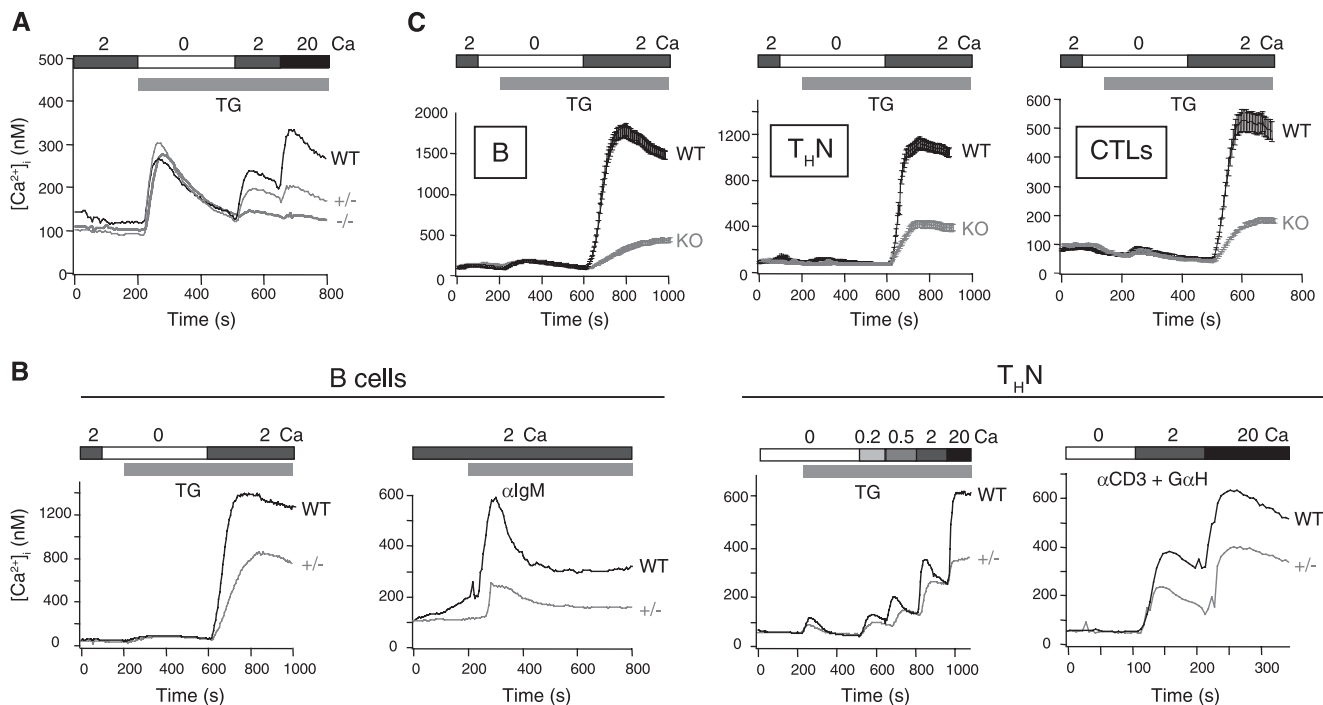 A
2 0 2 20 Ca
TG
500
400
300
200
100
0
[Ca2+]i (nM)
WT
+/-
-/-
0 200 400 600 800
Time (s)
C
2 0 2 Ca
TG
B
2000
1500
1000
500
0
WT
KO
0 200 400 600 800 1000
Time (s)
2 0 2 Ca
TG
THN
1200
800
400
0
WT
KO
0 200 400 600 800 1000
Time (s)
2 0 2 Ca
TG
CTLs
600
500
400
300
200
100
0
WT
KO
0 200 400 600 800
Time (s)
B
B cells
2 0 2 Ca
TG
1200
800
400
0
[Ca2+]i (nM)
WT
+/-
0 200 400 600 800 1000
Time (s)
2 Ca
αIgM
600
400
200
0
WT
+/-
0 200 400 600 800
Time (s)
THN
0 0.2 0.5 2 20 Ca
TG
600
400
200
0
WT
+/-
0 200 400 600 800 1000
Time (s)
0 2 20 Ca
αCD3 + GαH
600
400
200
0
WT
+/-
0 100 200 300
Time (s)